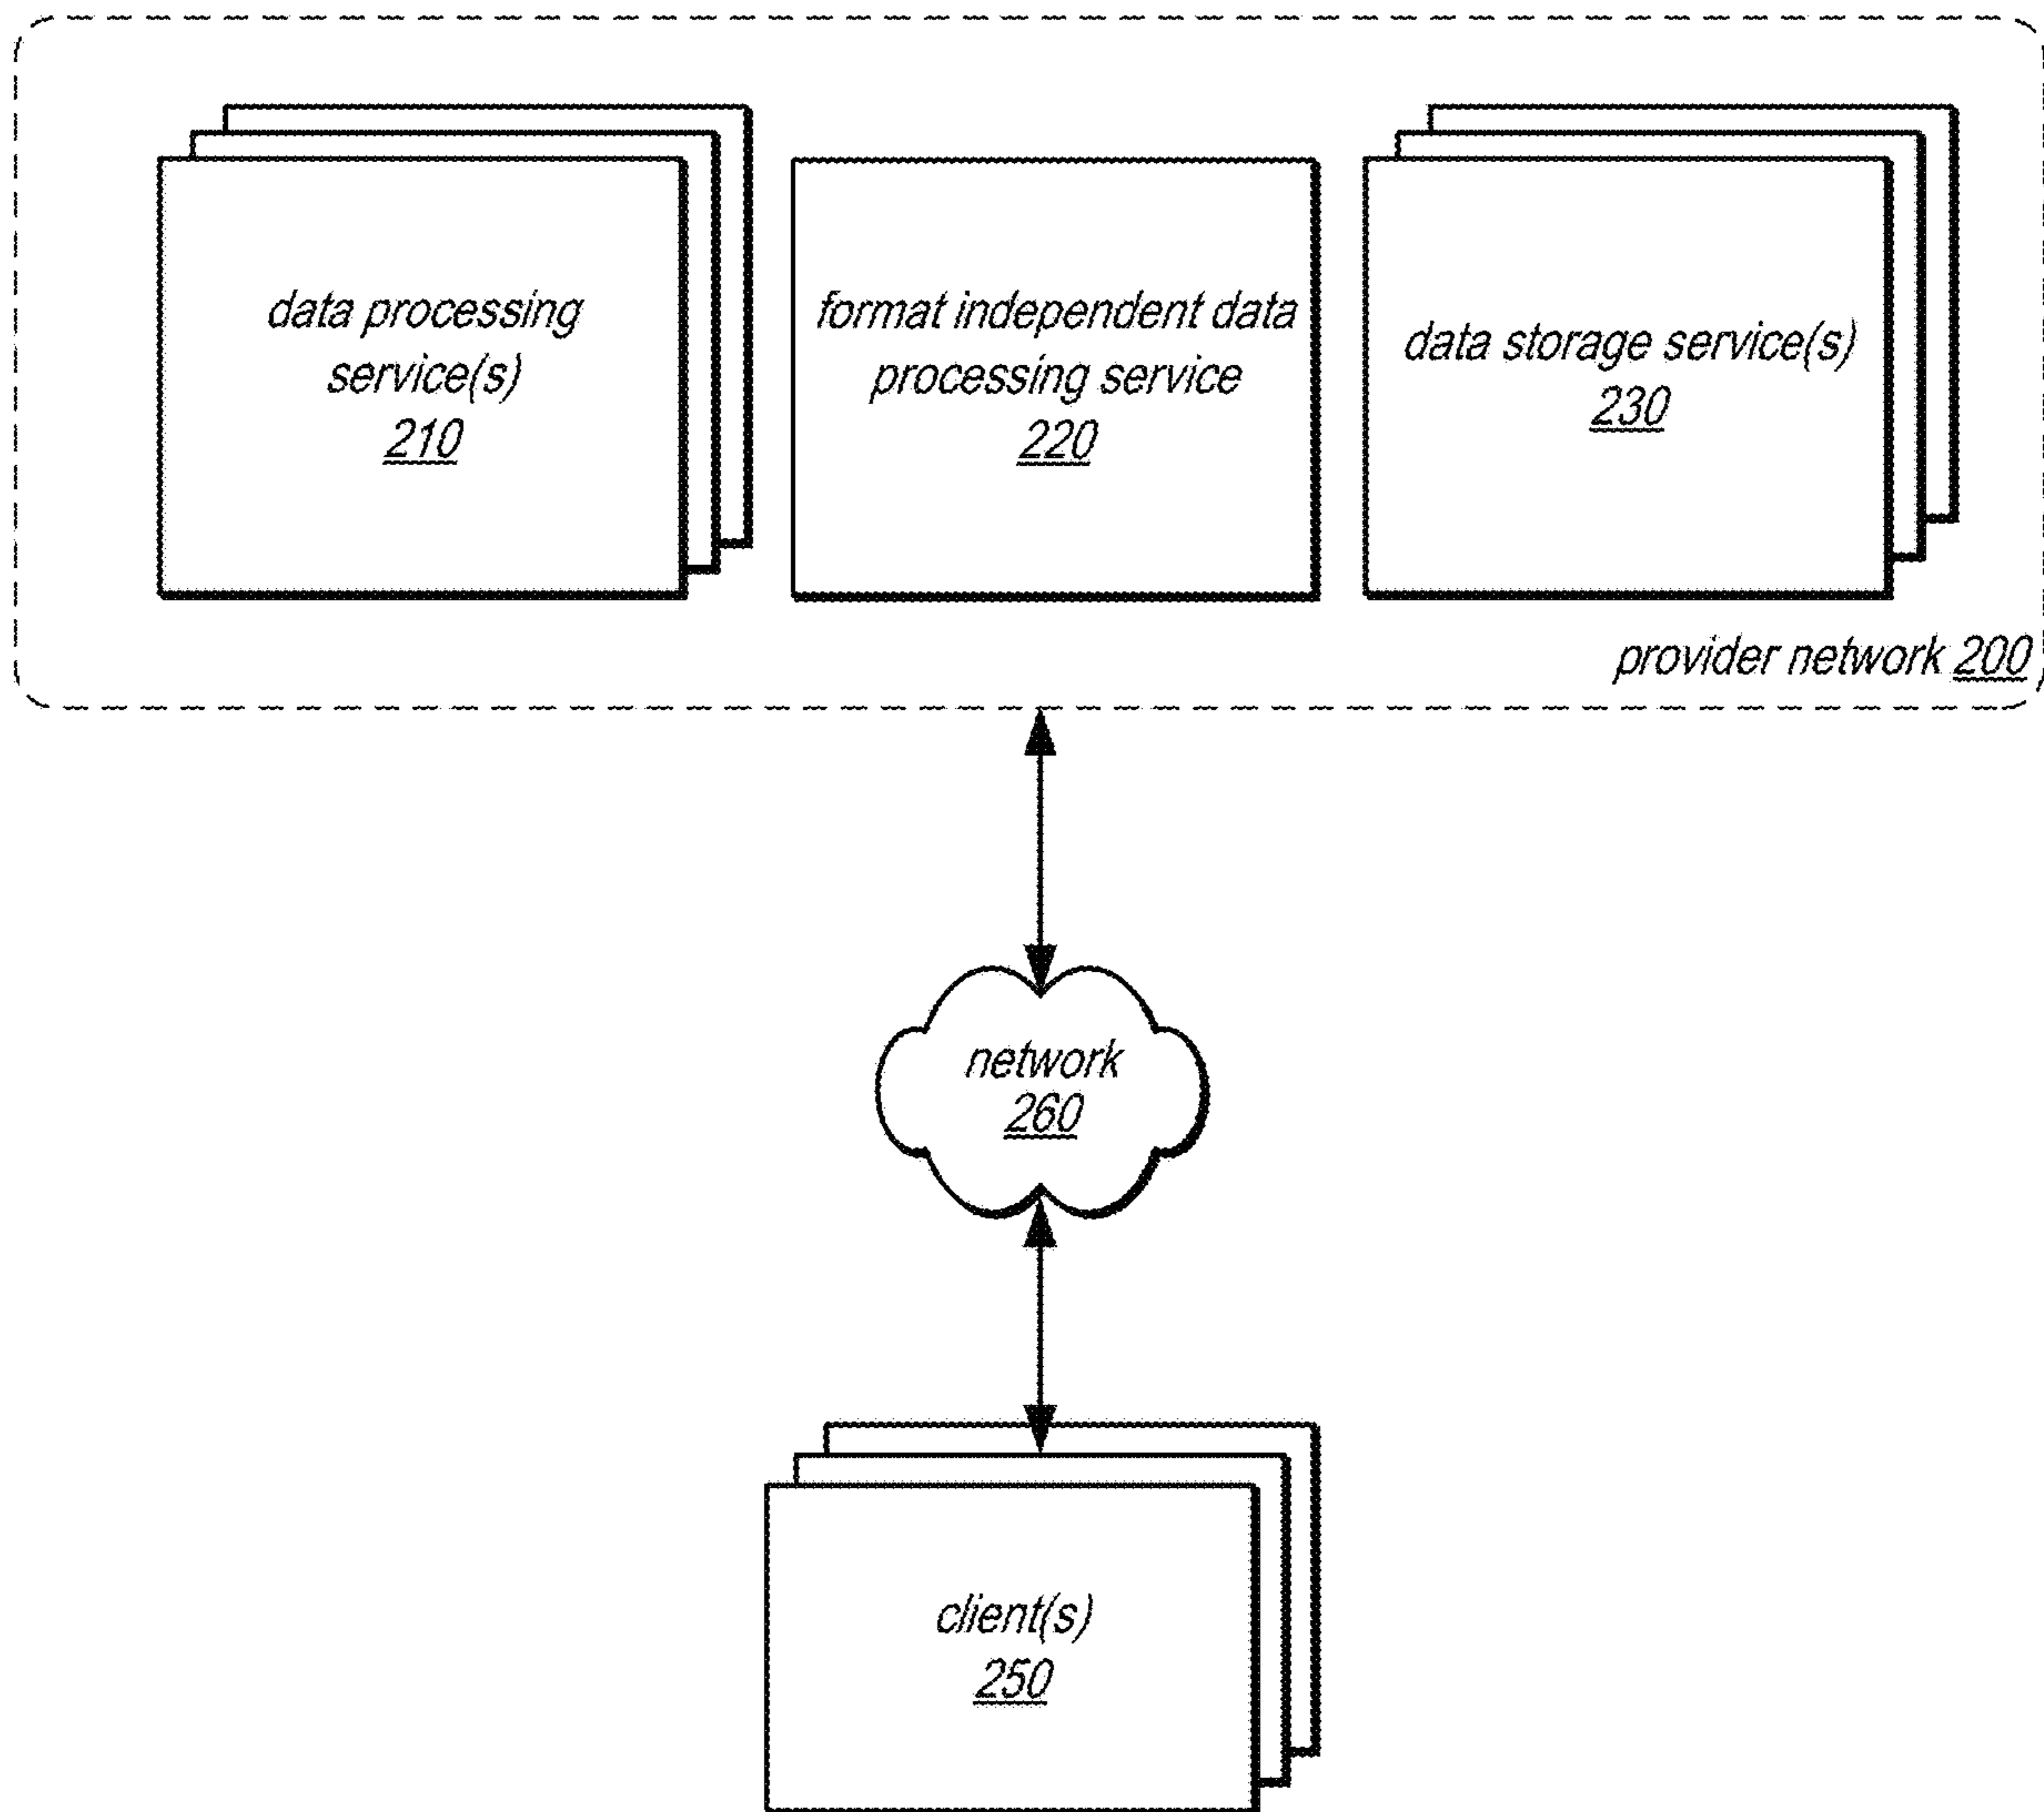 data processing
service(s)
210
format independent data
processing service
220
data storage service(s)
230
provider network 200
network
260
client(s)
250